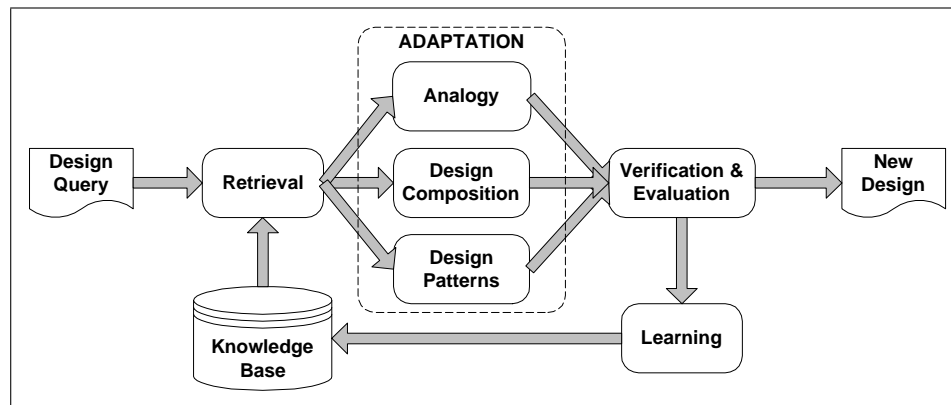 ADAPTATION
Analogy
Design
Query
Retrieval
Design
Composition
Verification &
Evaluation
New
Design
Design
Patterns
Knowledge
Base
Learning